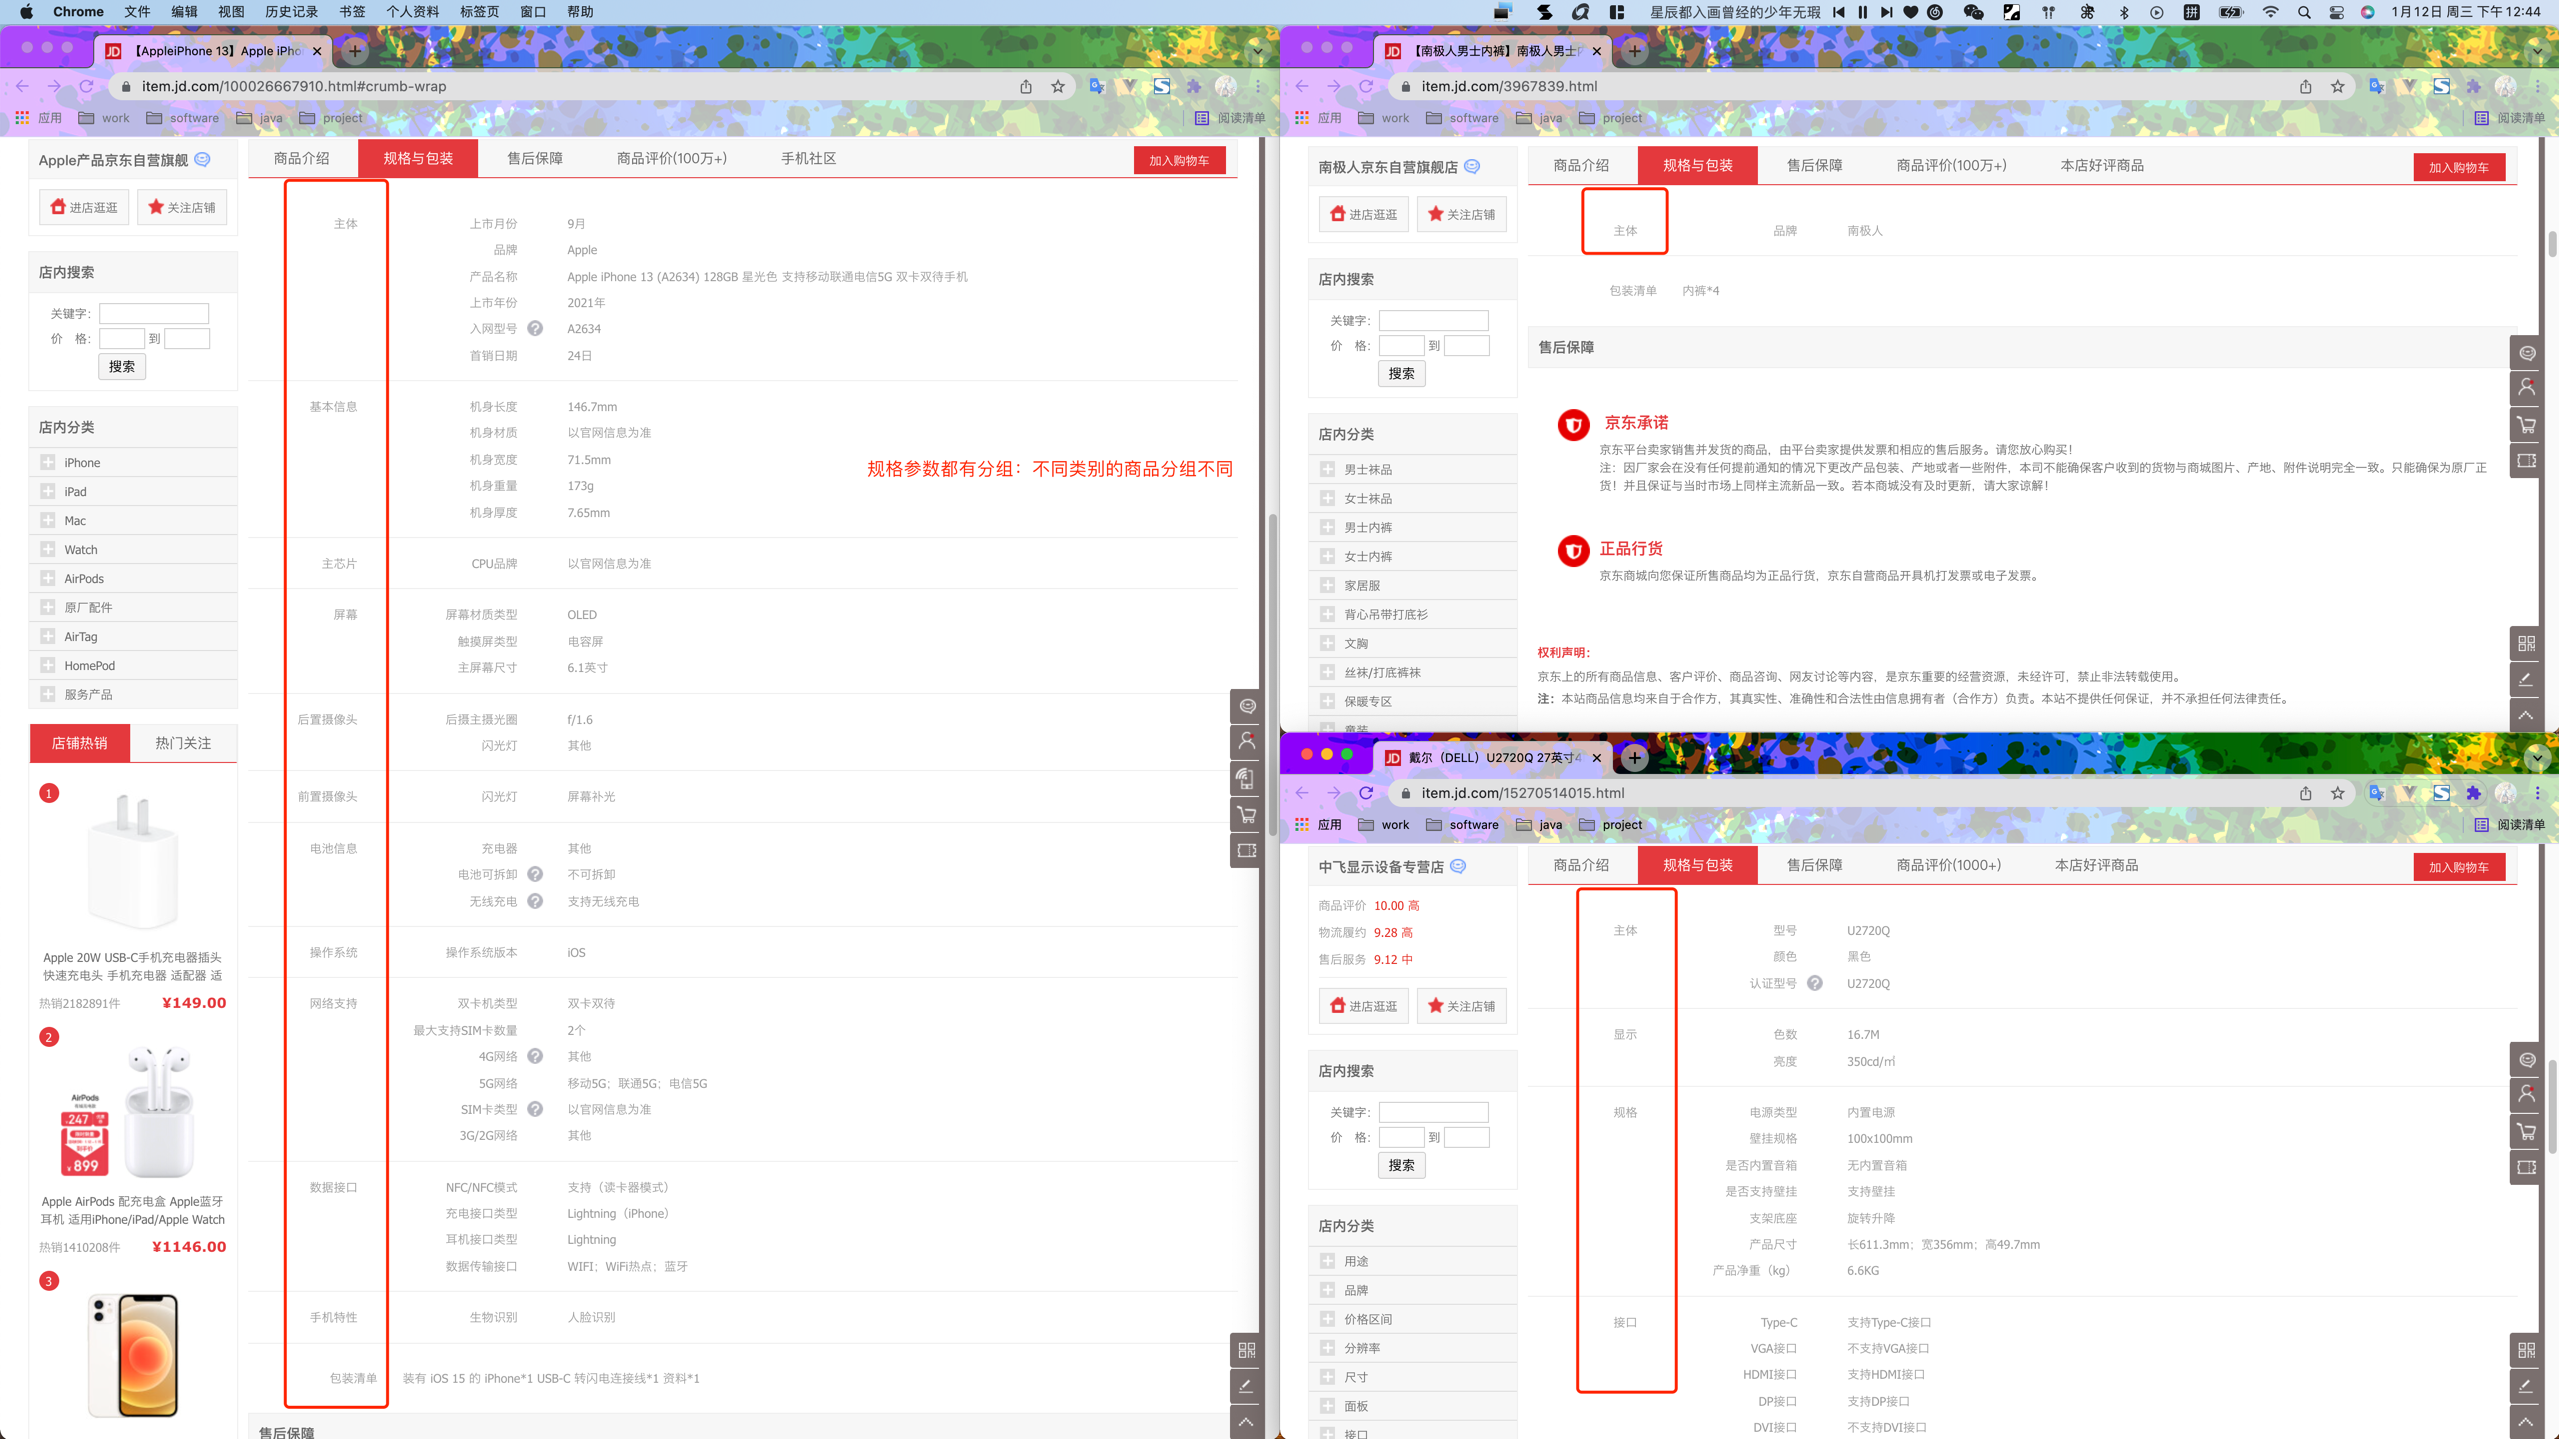 Chrome 文件 编辑 视图 历史记录 书签 个人资料 标签页 窗口 帮助
星辰都入画曾经的少年无瑕
拼
1月12日 周三 下午12:44
【AppleiPhone 13】Apple iPho
item.jd.com/100026667910.html#crumb-wrap
应用 work software java project
阅读清单
Apple产品京东自营旗舰
进店逛逛 关注店铺
店内搜索
关键字：
价 格： 到
搜索
店内分类
iPhone
iPad
Mac
Watch
AirPods
原厂配件
AirTag
HomePod
服务产品
店铺热销 热门关注
1
Apple 20W USB-C手机充电器插头
快速充电头 手机充电器 适配器 适
热销2182891件 ¥149.00
2
AirPods
247
899
Apple AirPods 配充电盒 Apple蓝牙
耳机 适用iPhone/iPad/Apple Watch
热销1410208件 ¥1146.00
3
商品介绍 规格与包装 售后保障 商品评价(100万+) 手机社区
加入购物车
主体 上市月份 9月
品牌 Apple
产品名称 Apple iPhone 13 (A2634) 128GB 星光色 支持移动联通电信5G 双卡双待手机
上市年份 2021年
入网型号 A2634
首销日期 24日
基本信息 机身长度 146.7mm
机身材质 以官网信息为准
机身宽度 71.5mm
机身重量 173g
机身厚度 7.65mm
规格参数都有分组：不同类别的商品分组不同
主芯片 CPU品牌 以官网信息为准
屏幕 屏幕材质类型 OLED
触摸屏类型 电容屏
主屏幕尺寸 6.1英寸
后置摄像头 后摄主摄光圈 f/1.6
闪光灯 其他
前置摄像头 闪光灯 屏幕补光
电池信息 充电器 其他
电池可拆卸 不可拆卸
无线充电 支持无线充电
操作系统 操作系统版本 iOS
网络支持 双卡机类型 双卡双待
最大支持SIM卡数量 2个
4G网络 其他
5G网络 移动5G；联通5G；电信5G
SIM卡类型 以官网信息为准
3G/2G网络 其他
数据接口 NFC/NFC模式 支持（读卡器模式）
充电接口类型 Lightning（iPhone）
耳机接口类型 Lightning
数据传输接口 WIFI；WiFi热点；蓝牙
手机特性 生物识别 人脸识别
包装清单 装有 iOS 15 的 iPhone*1 USB-C 转闪电连接线*1 资料*1
售后保障
【南极人男士内裤】南极人男士内
item.jd.com/3967839.html
应用 work software java project
阅读清单
南极人京东自营旗舰店
进店逛逛 关注店铺
店内搜索
关键字：
价 格： 到
搜索
店内分类
男士袜品
女士袜品
男士内裤
女士内裤
家居服
背心吊带打底衫
文胸
丝袜/打底裤袜
保暖专区
童装
商品介绍 规格与包装 售后保障 商品评价(100万+) 本店好评商品
加入购物车
主体 品牌 南极人
包装清单 内裤*4
售后保障
京东承诺
京东平台卖家销售并发货的商品，由平台卖家提供发票和相应的售后服务。请您放心购买！
注：因厂家会在没有任何提前通知的情况下更改产品包装、产地或者一些附件，本司不能确保客户收到的货物与商城图片、产地、附件说明完全一致。只能确保为原厂正
货！并且保证与当时市场上同样主流新品一致。若本商城没有及时更新，请大家谅解！
正品行货
京东商城向您保证所售商品均为正品行货，京东自营商品开具机打发票或电子发票。
权利声明：
京东上的所有商品信息、客户评价、商品咨询、网友讨论等内容，是京东重要的经营资源，未经许可，禁止非法转载使用。
注：本站商品信息均来自于合作方，其真实性、准确性和合法性由信息拥有者（合作方）负责。本站不提供任何保证，并不承担任何法律责任。
戴尔（DELL）U2720Q 27英寸4
item.jd.com/15270514015.html
应用 work software java project
阅读清单
中飞显示设备专营店
商品评价 10.00 高
物流履约 9.28 高
售后服务 9.12 中
进店逛逛 关注店铺
店内搜索
关键字：
价 格： 到
搜索
店内分类
用途
品牌
价格区间
分辨率
尺寸
面板
接口
商品介绍 规格与包装 售后保障 商品评价(1000+) 本店好评商品
加入购物车
主体 型号 U2720Q
颜色 黑色
认证型号 U2720Q
显示 色数 16.7M
亮度 350cd/㎡
规格 电源类型 内置电源
壁挂规格 100x100mm
是否内置音箱 无内置音箱
是否支持壁挂 支持壁挂
支架底座 旋转升降
产品尺寸 长611.3mm；宽356mm；高49.7mm
产品净重（kg） 6.6KG
接口 Type-C 支持Type-C接口
VGA接口 不支持VGA接口
HDMI接口 支持HDMI接口
DP接口 支持DP接口
DVI接口 不支持DVI接口